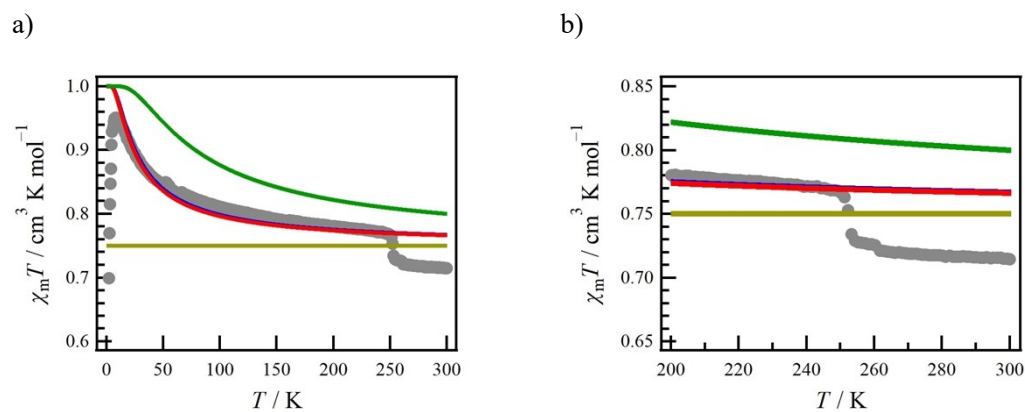 a)
b)
χₘT / cm³ K mol⁻¹
1.0
0.9
0.8
0.7
0.6
0 50 100 150 200 250 300
T / K
χₘT / cm³ K mol⁻¹
0.85
0.80
0.75
0.70
0.65
200 220 240 260 280 300
T / K